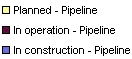 Planned - Pipeline
In operation - Pipeline
In construction - Pipeline